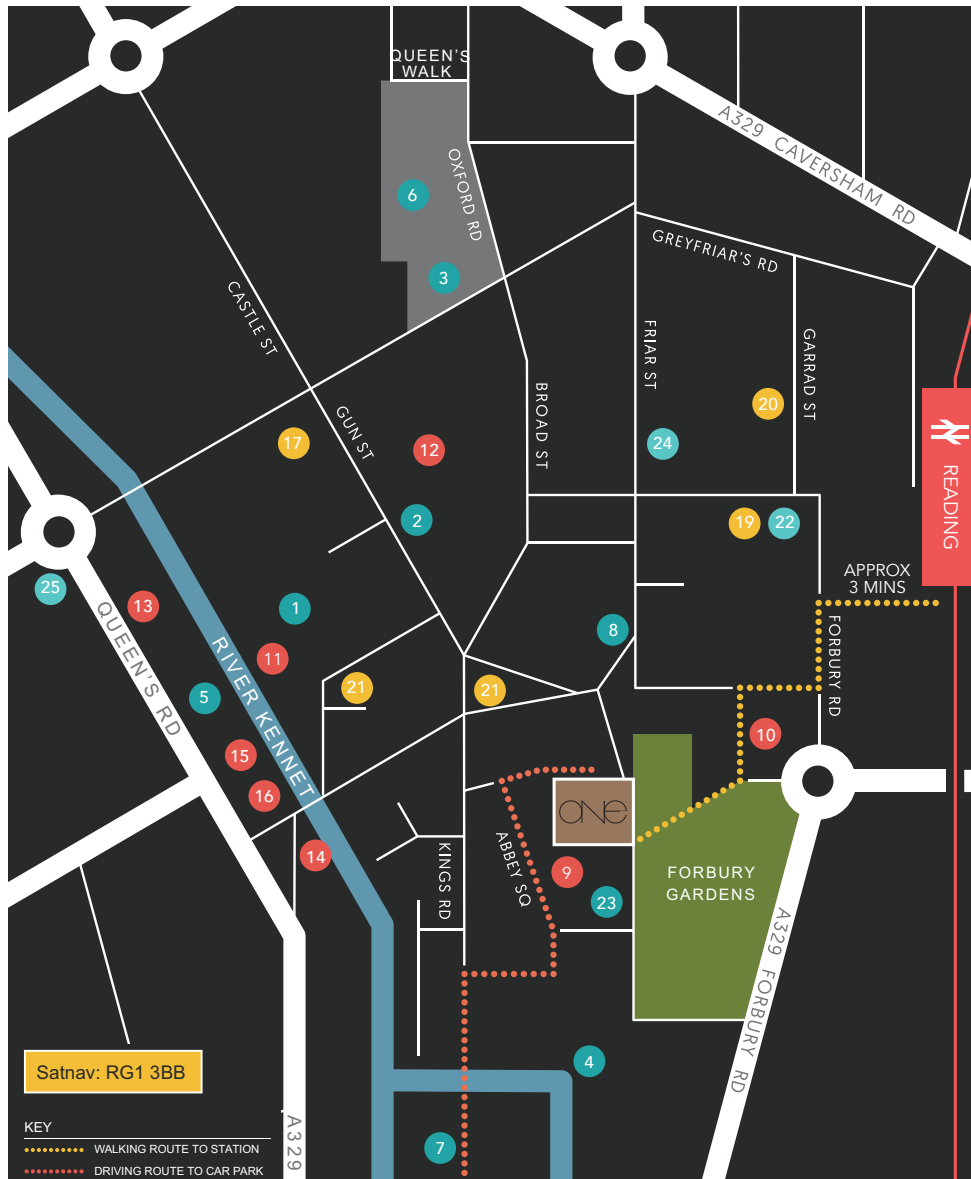 QUEEN'S
WALK
A329 CAVERSHAM RD
OXFORD RD
6
GREYFRIAR'S RD
3
CASTLE ST
FRIAR ST
GARRAD ST
BROAD ST
GUN ST
20
17
12
24
READING
2
19
22
APPROX
3 MINS
25
13
1
QUEEN'S RD
RIVER KENNET
8
FORBURY RD
11
5
21
21
15
10
16
ONE
14
KINGS RD
ABBEY SQ
9
23
FORBURY
GARDENS
A329 FORBURY RD
4
Satnav: RG1 3BB
A329
7
KEY
WALKING ROUTE TO STATION
DRIVING ROUTE TO CAR PARK